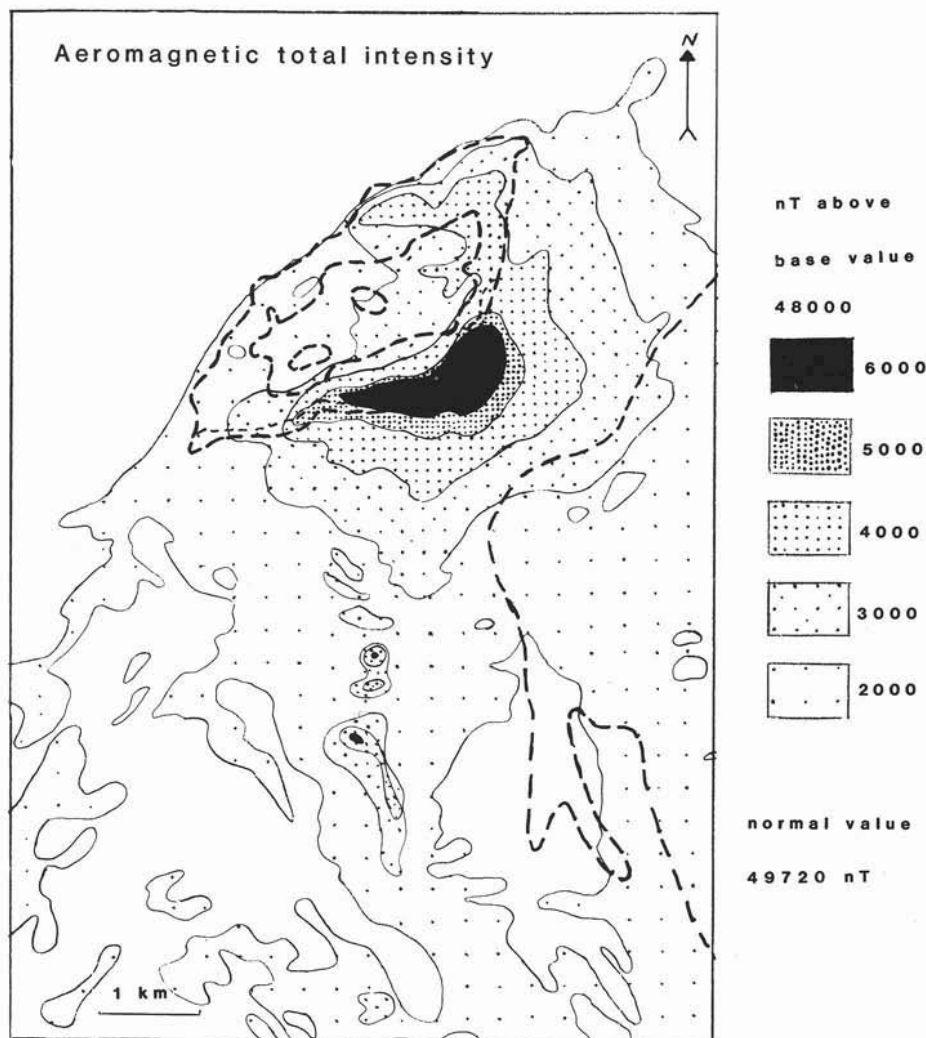 Aeromagnetic total intensity
N
nT above
base value
48000
6000
5000
4000
3000
2000
normal value
49720 nT
1 km